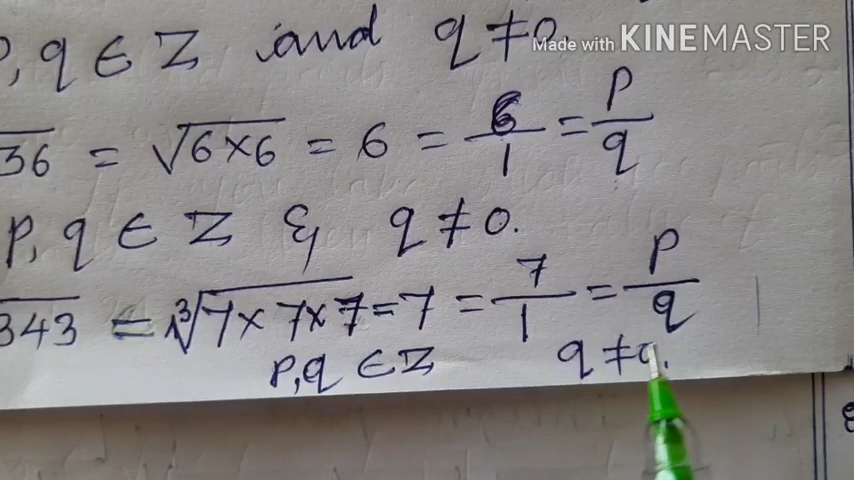 P, q ∈ Z and q ≠ 0.
Made with KINEMASTER
√36 = √6×6 = 6 = 6/1 = P/q
P, q ∈ Z & q ≠ 0.
∛343 = ∛7×7×7 = 7 = 7/1 = P/q
P,q ∈ Z q ≠ 0.